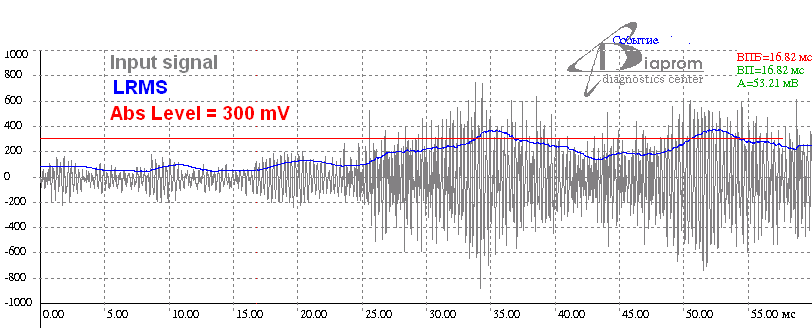 Событие
Diaprom
diagnostics center
ВПБ=16.82 мс
ВП=16.82 мс
A=53.21 мВ
Input signal
LRMS
Abs Level = 300 mV
1000
800
600
400
200
0
-200
-400
-600
-800
-1000
0.00 5.00 10.00 15.00 20.00 25.00 30.00 35.00 40.00 45.00 50.00 55.00 мс